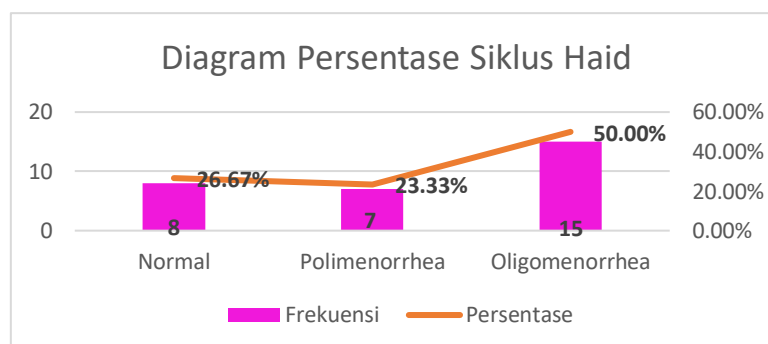 Diagram Persentase Siklus Haid
20 60.00%
50.00%
40.00%
10 26.67% 23.33%
20.00%
8 7 15
0 0.00%
Normal Polimenorrhea Oligomenorrhea
Frekuensi Persentase